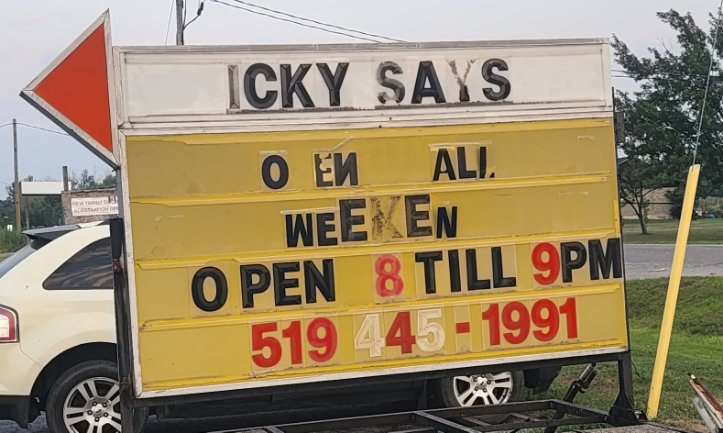 ICKY SAYS
O EN ALL
WEEKEN
OPEN 8 TILL 9PM
519 445-1991